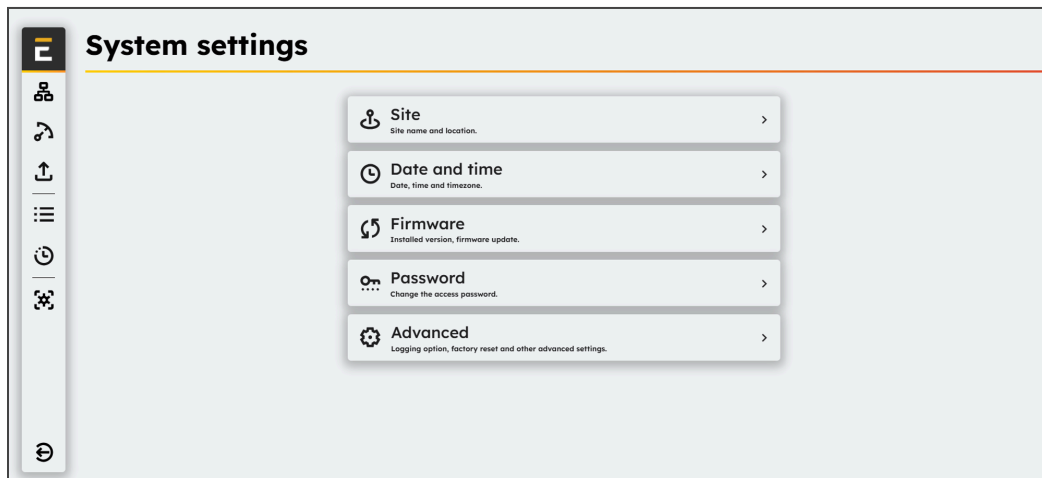 System settings
Site
Site name and location.
Date and time
Date, time and timezone.
Firmware
Installed version, firmware update.
Password
Change the access password.
Advanced
Logging option, factory reset and other advanced settings.